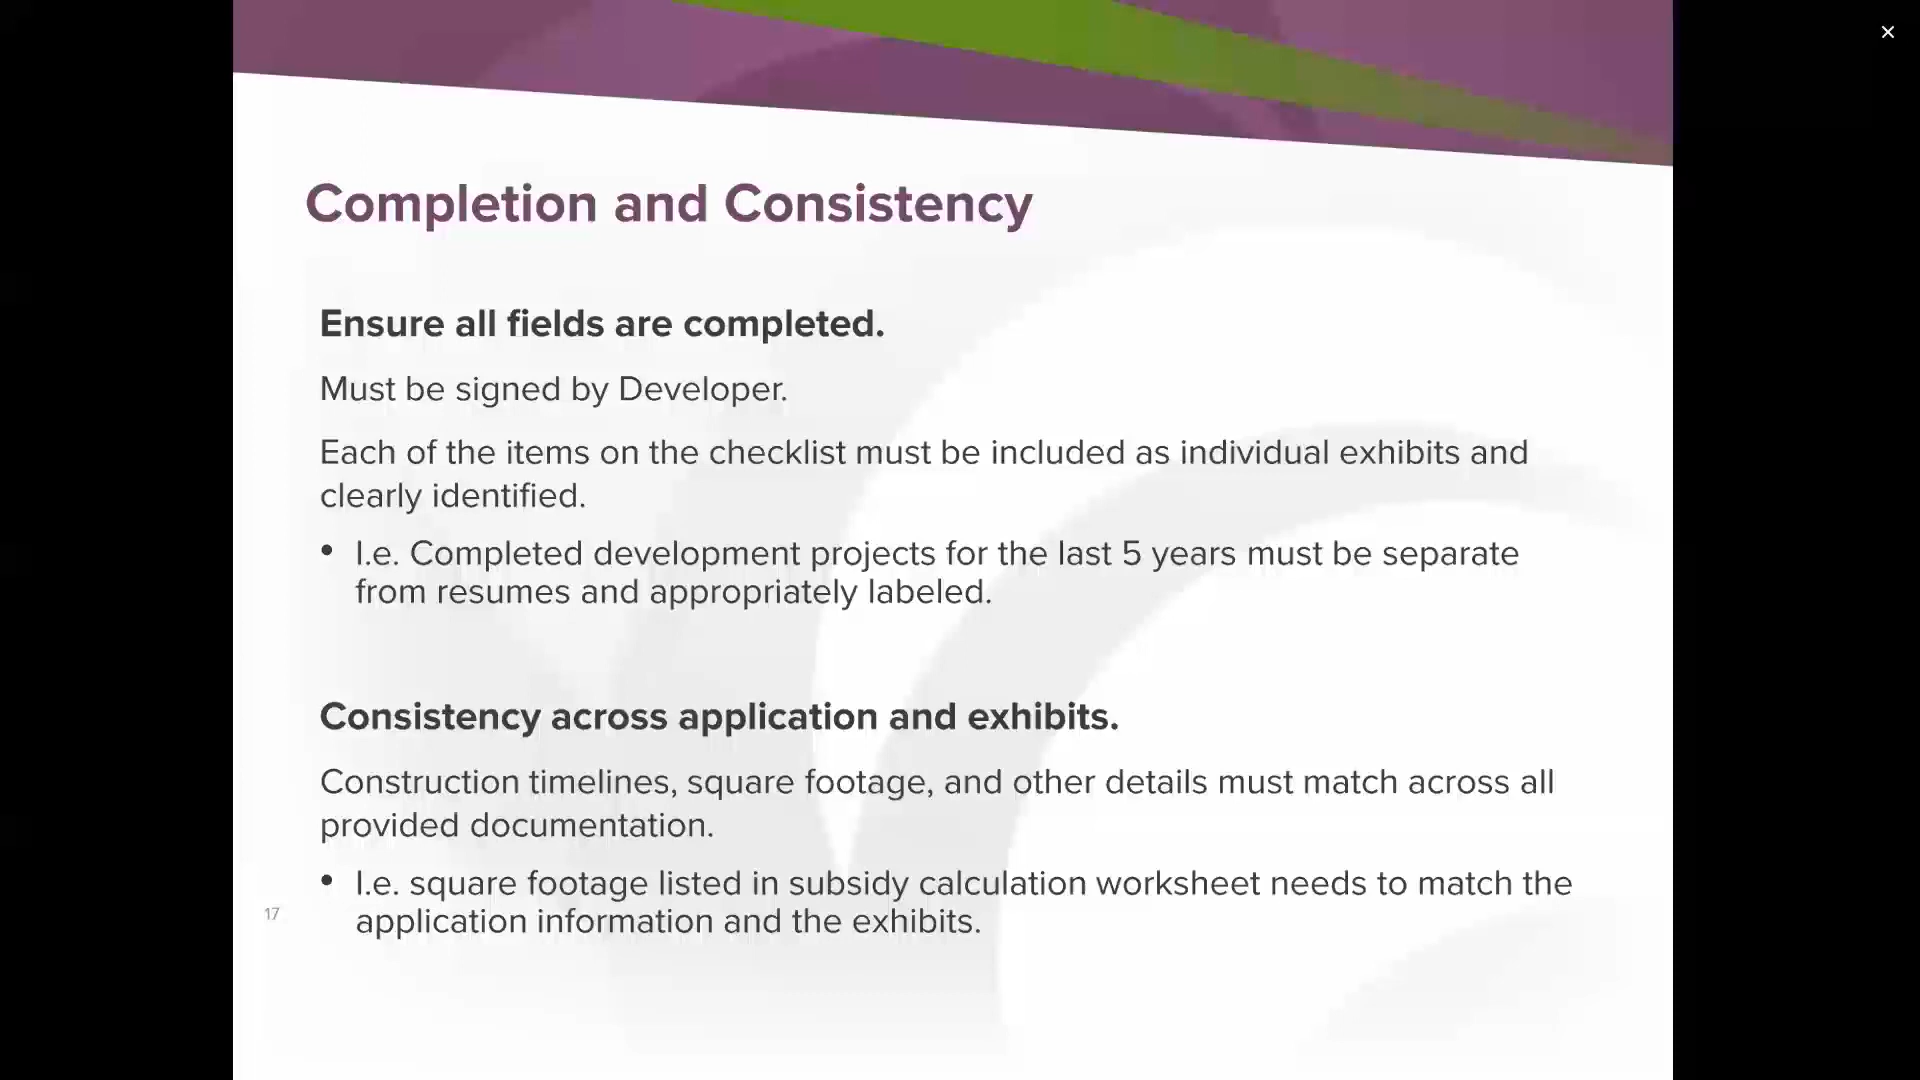 Completion and Consistency
Ensure all fields are completed.
Must be signed by Developer.
Each of the items on the checklist must be included as individual exhibits and
clearly identified.
• I.e. Completed development projects for the last 5 years must be separate
from resumes and appropriately labeled.
Consistency across application and exhibits.
Construction timelines, square footage, and other details must match across all
provided documentation.
• I.e. square footage listed in subsidy calculation worksheet needs to match the
application information and the exhibits.
17